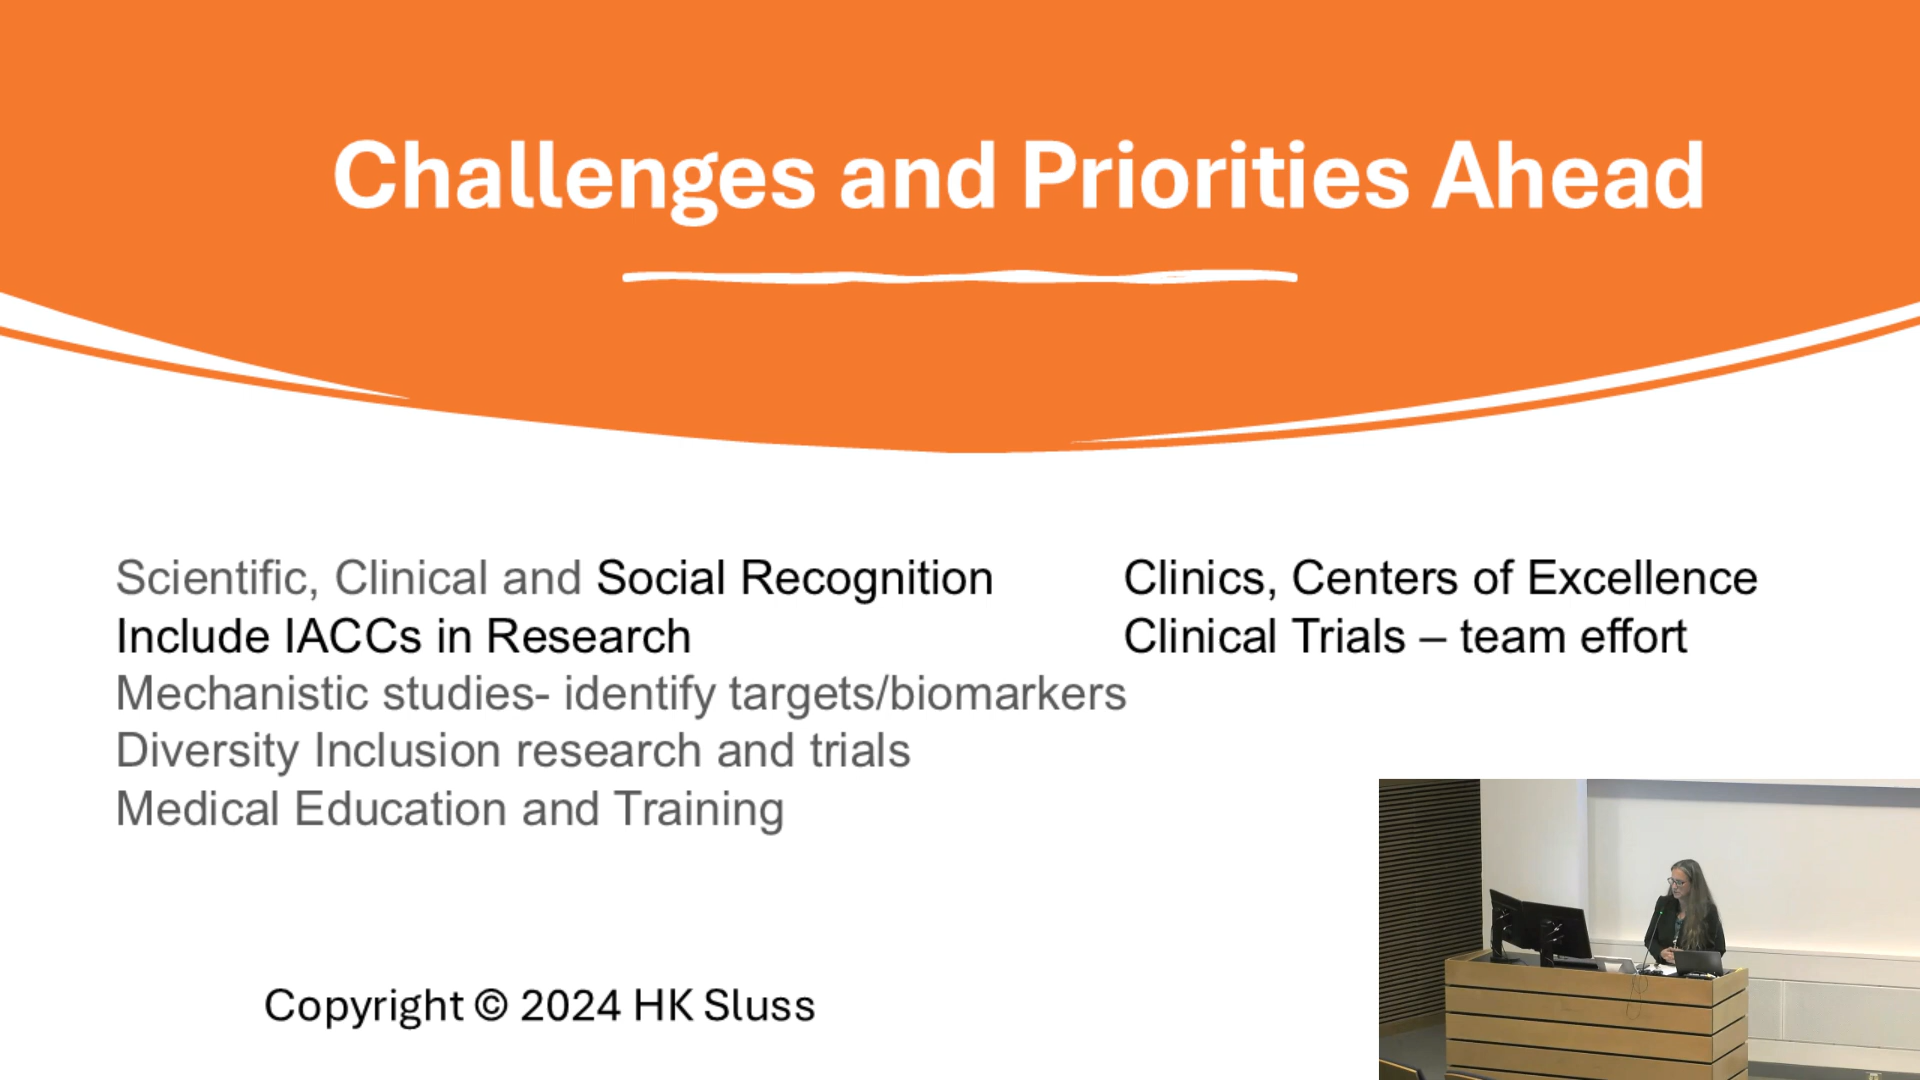 Challenges and Priorities Ahead
Scientific, Clinical and Social Recognition
Include IACCs in Research
Mechanistic studies- identify targets/biomarkers
Diversity Inclusion research and trials
Medical Education and Training
Clinics, Centers of Excellence
Clinical Trials – team effort
Copyright © 2024 HK Sluss